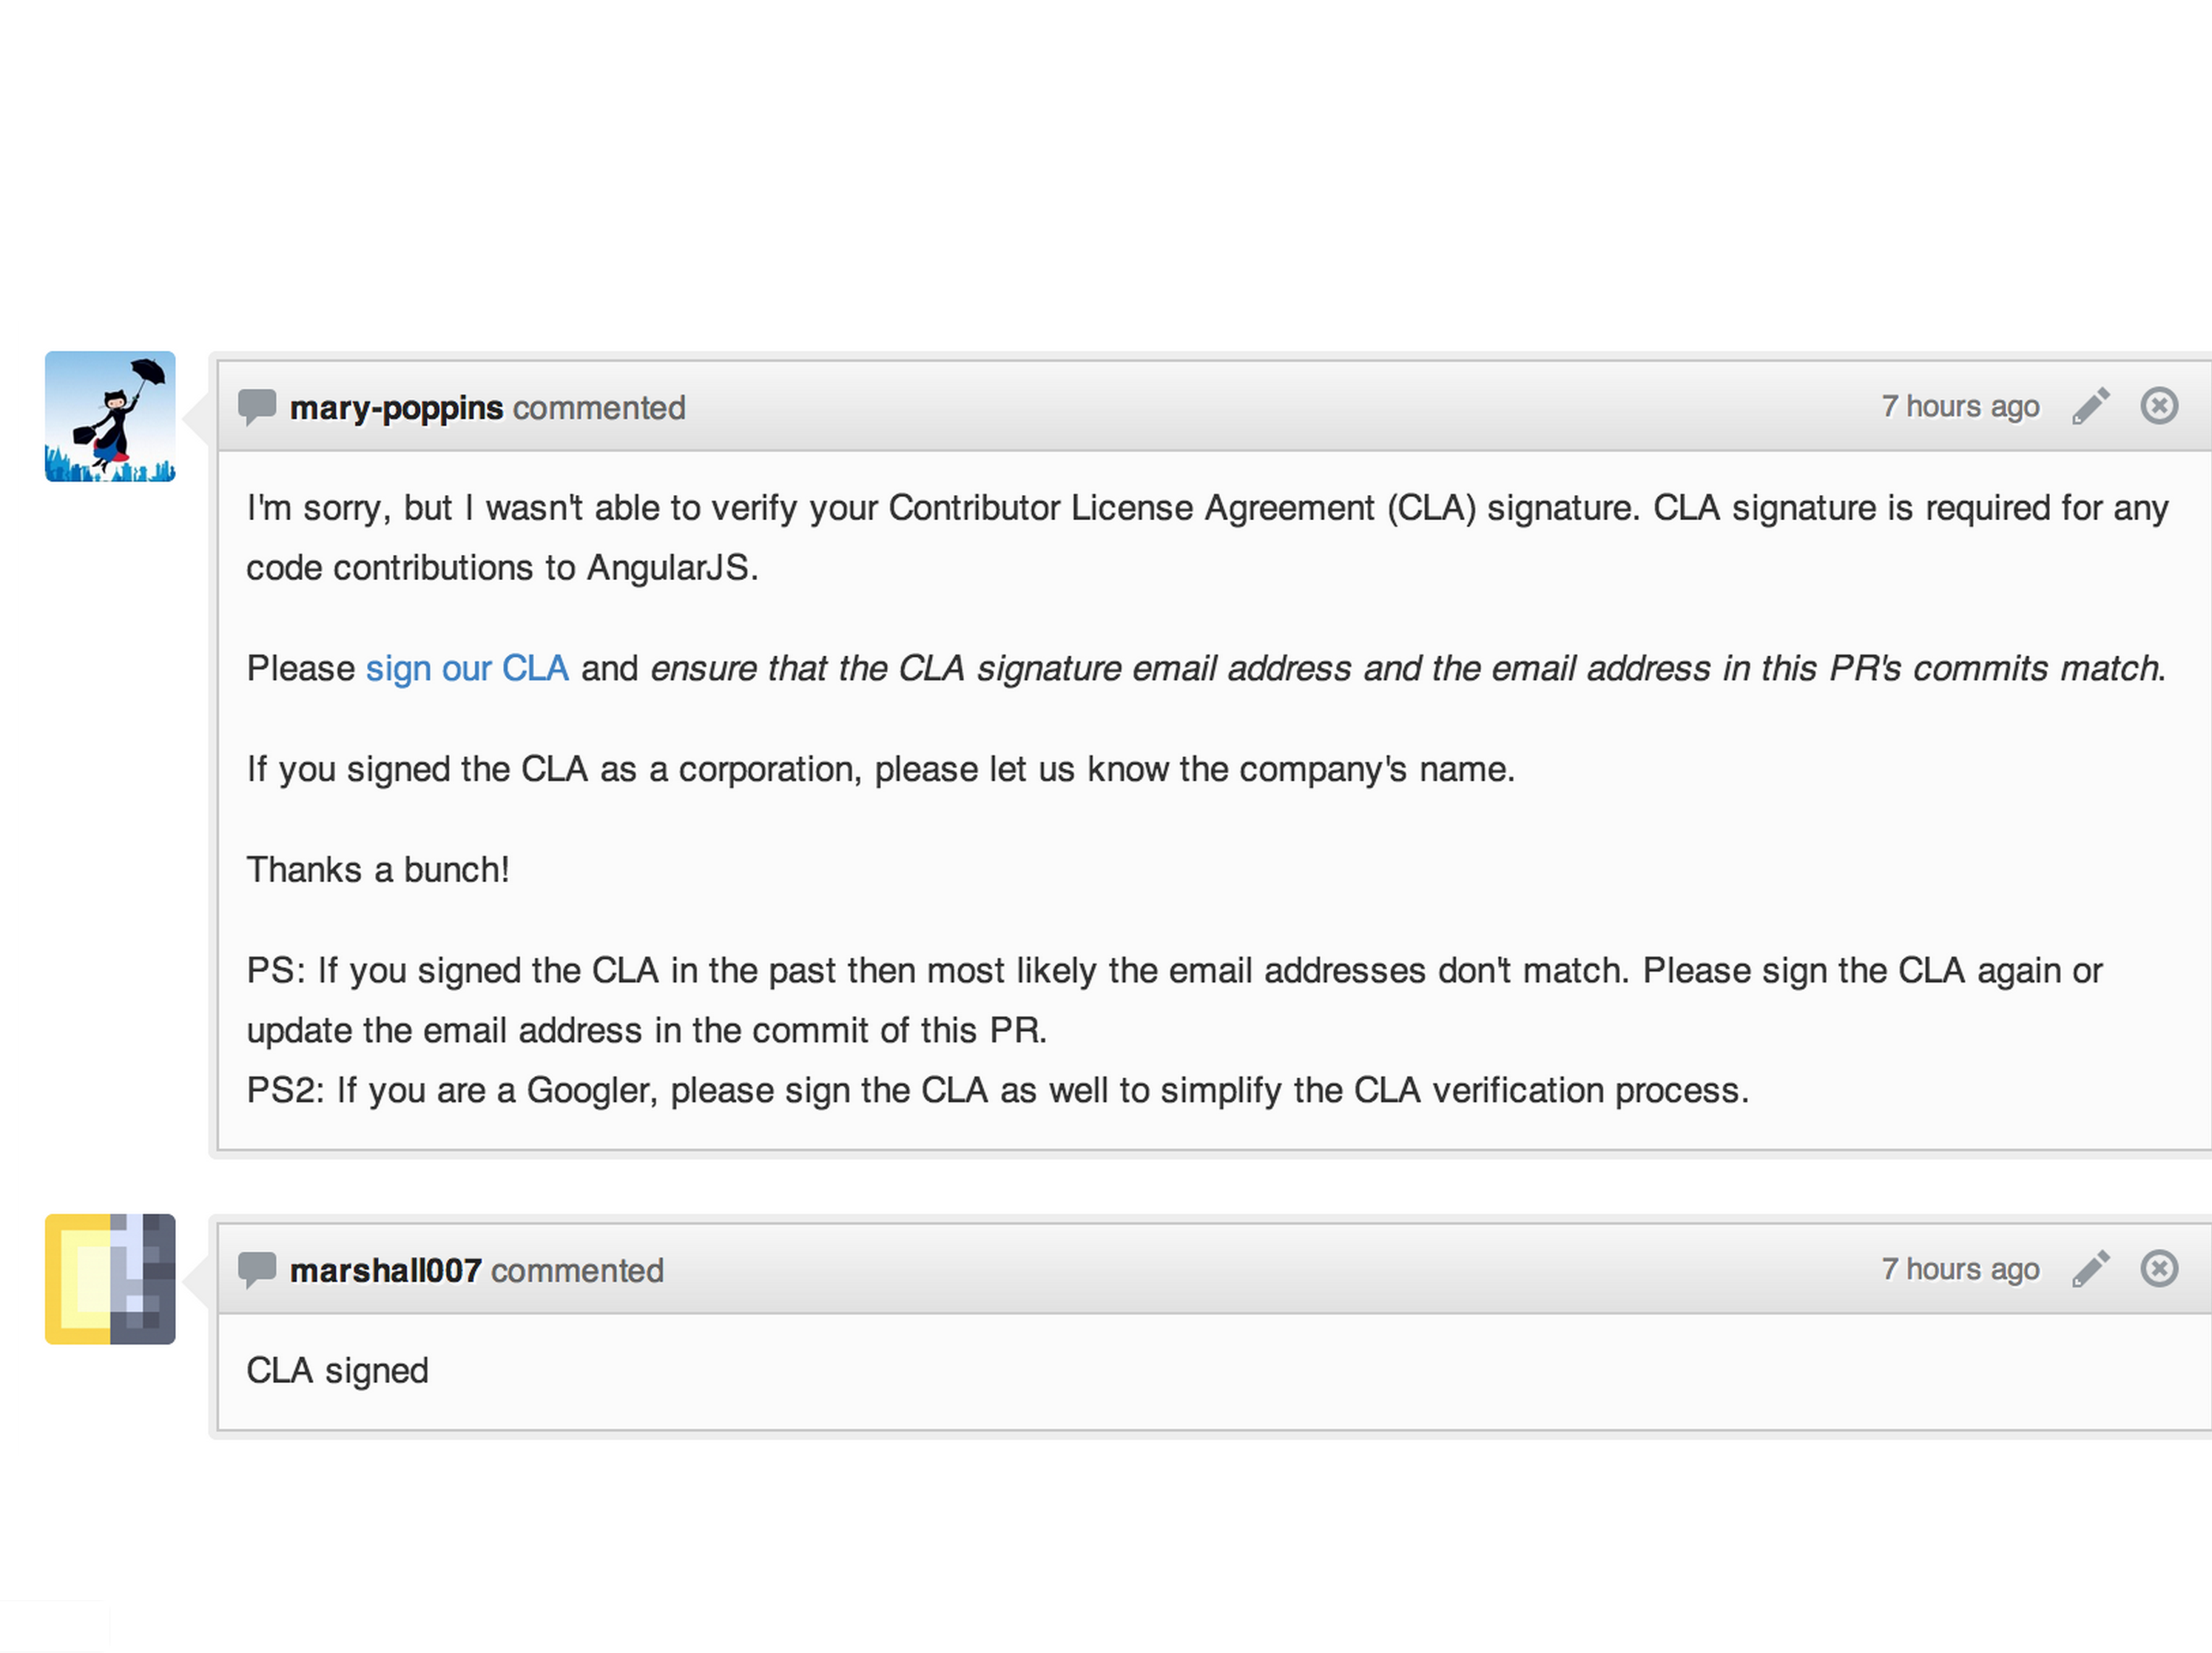 mary-poppins commented 7 hours ago
I'm sorry, but I wasn't able to verify your Contributor License Agreement (CLA) signature. CLA signature is required for any
code contributions to AngularJS.
Please sign our CLA and ensure that the CLA signature email address and the email address in this PR's commits match.
If you signed the CLA as a corporation, please let us know the company's name.
Thanks a bunch!
PS: If you signed the CLA in the past then most likely the email addresses don't match. Please sign the CLA again or
update the email address in the commit of this PR.
PS2: If you are a Googler, please sign the CLA as well to simplify the CLA verification process.
marshall007 commented 7 hours ago
CLA signed